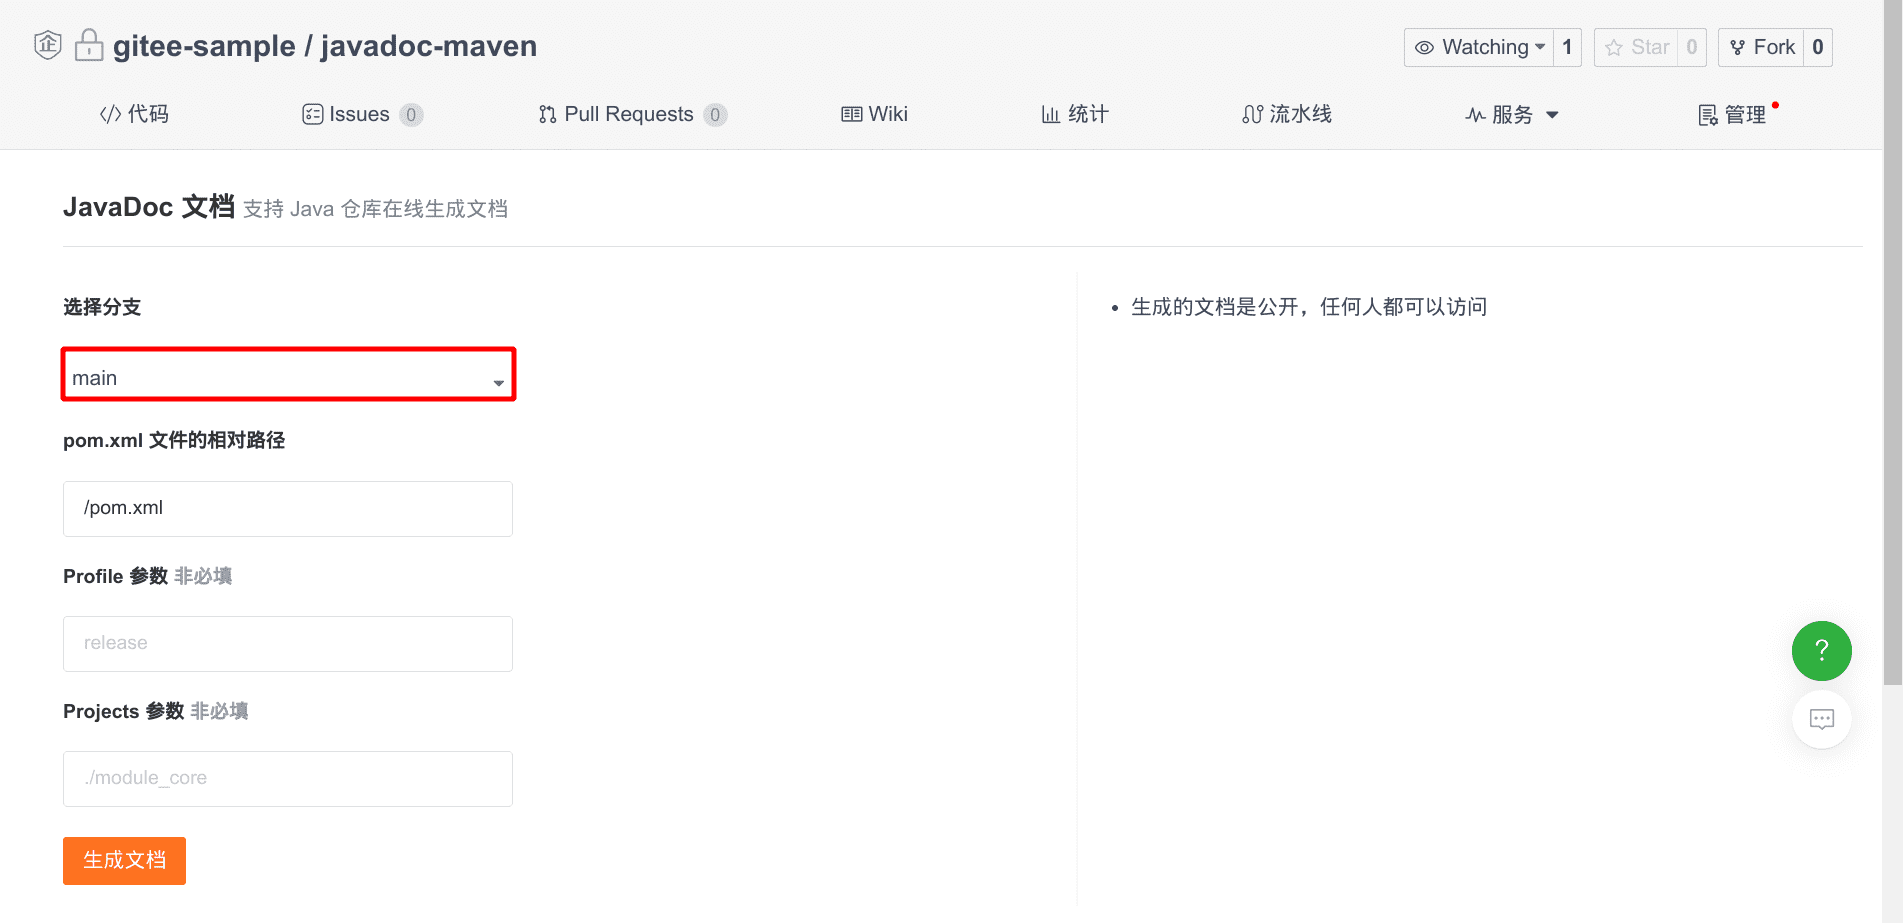 企 gitee-sample / javadoc-maven
Watching 1 Star 0 Fork 0
</> 代码 Issues 0 Pull Requests 0 Wiki 统计 流水线 服务 管理
JavaDoc 文档 支持 Java 仓库在线生成文档
选择分支
main
pom.xml 文件的相对路径
/pom.xml
Profile 参数 非必填
release
Projects 参数 非必填
./module_core
生成文档
• 生成的文档是公开，任何人都可以访问
?